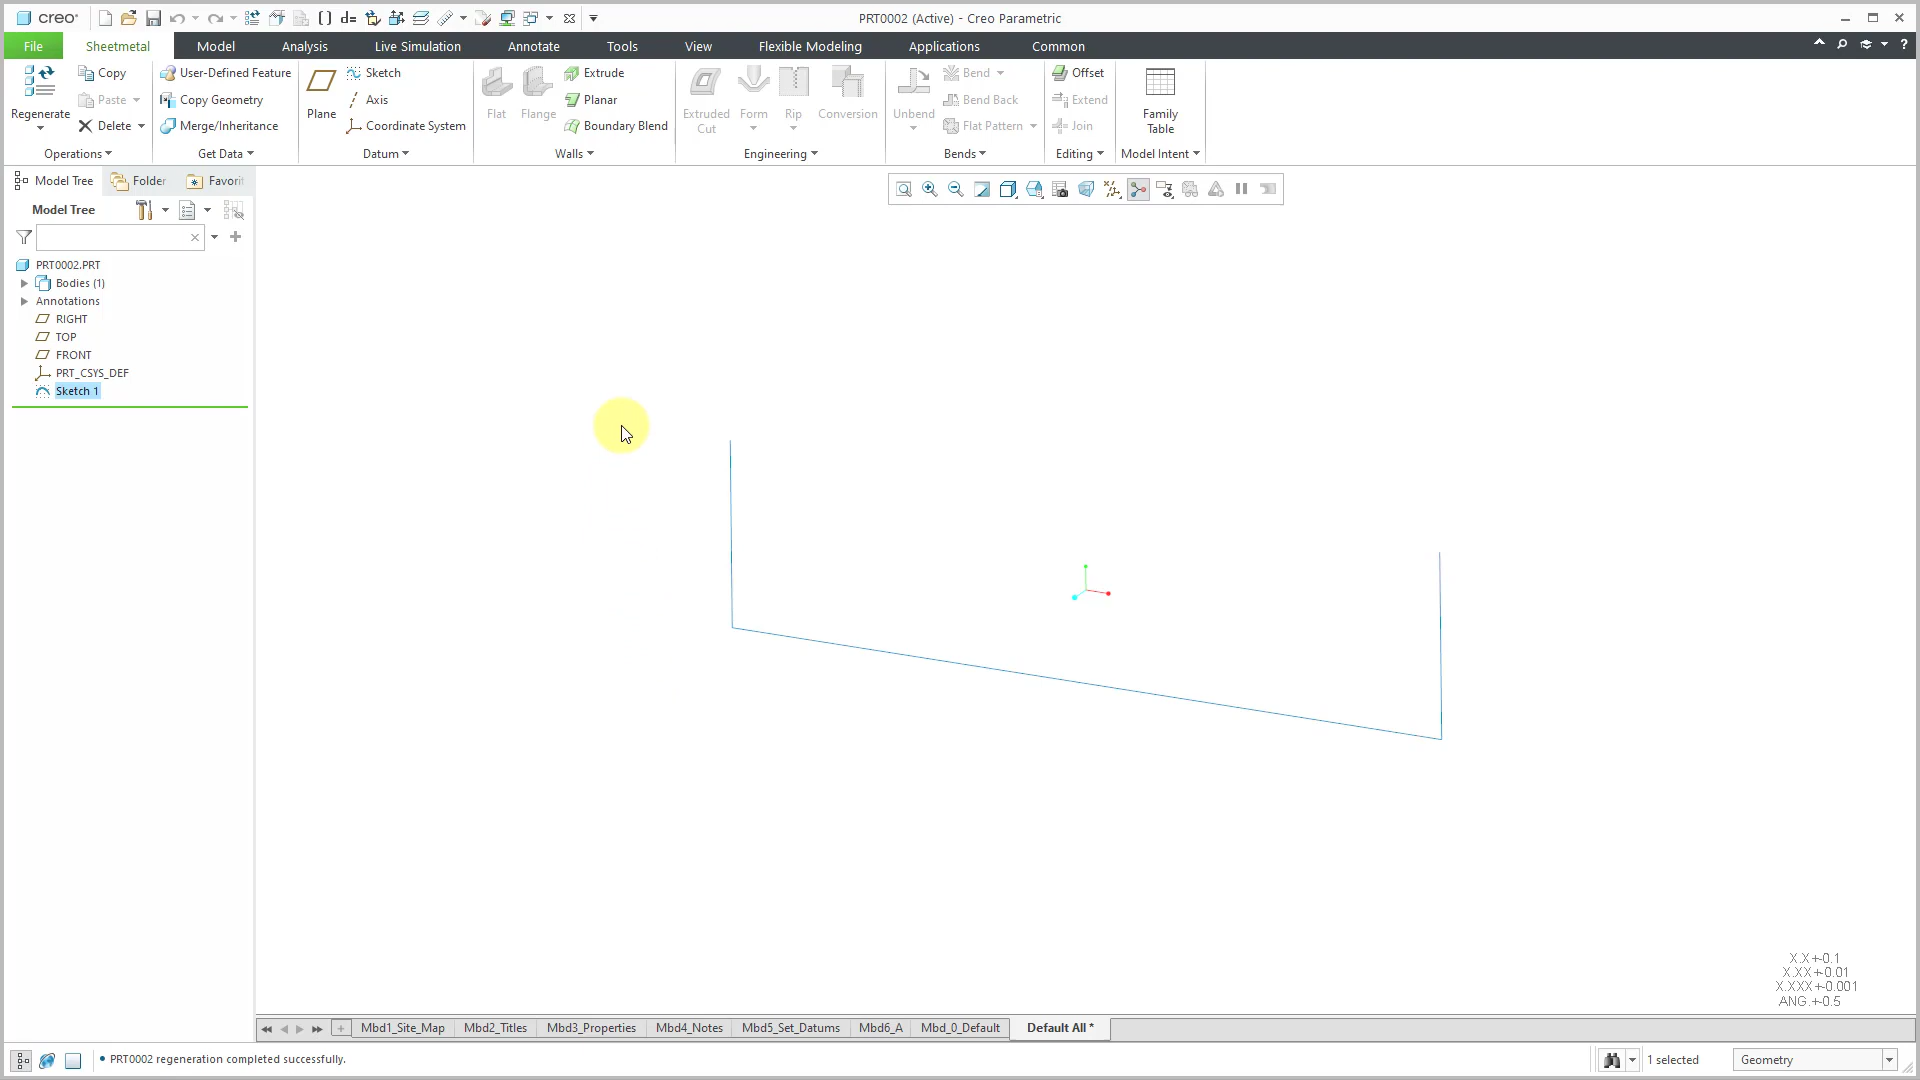 creo
d=
PRT0002 (Active) - Creo Parametric
File
Sheetmetal
Model
Analysis
Live Simulation
Annotate
Tools
View
Flexible Modeling
Applications
Common
?
Regenerate
Copy
Paste
Delete
Operations
User-Defined Feature
Copy Geometry
Merge/Inheritance
Get Data
Plane
Sketch
Axis
Coordinate System
Datum
Flat
Flange
Extrude
Planar
Boundary Blend
Walls
Extruded
Cut
Form
Rip
Conversion
Engineering
Unbend
Bend
Bend Back
Flat Pattern
Bends
Offset
Extend
Join
Editing
Family
Table
Model Intent
Model Tree
Folder
Favorit
Model Tree
PRT0002.PRT
Bodies (1)
Annotations
RIGHT
TOP
FRONT
PRT_CSYS_DEF
Sketch 1
X.X+-0.1
X.XX+-0.01
X.XXX+-0.001
ANG.+-0.5
Mbd1_Site_Map
Mbd2_Titles
Mbd3_Properties
Mbd4_Notes
Mbd5_Set_Datums
Mbd6_A
Mbd_0_Default
Default All *
• PRT0002 regeneration completed successfully.
1 selected
Geometry